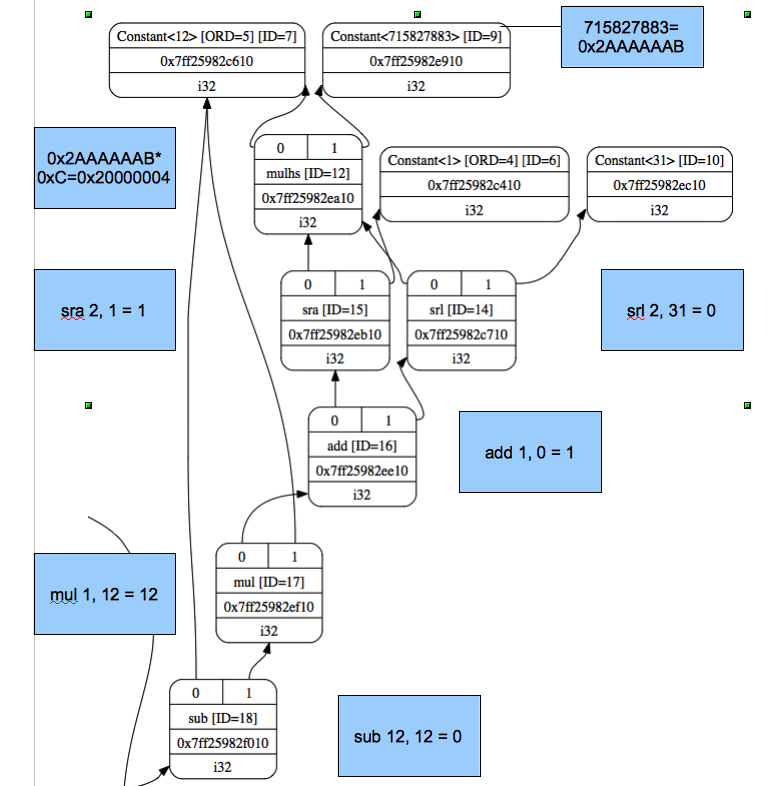 Constant<12> [ORD=5] [ID=7]
0x7ff25982c610
i32
Constant<715827883> [ID=9]
0x7ff25982e910
i32
715827883=
0x2AAAAAAB
0x2AAAAAAB*
0xC=0x20000004
0 1
mulhs [ID=12]
0x7ff25982ea10
i32
Constant<1> [ORD=4] [ID=6]
0x7ff25982c410
i32
Constant<31> [ID=10]
0x7ff25982ec10
i32
sra 2, 1 = 1
0 1
sra [ID=15]
0x7ff25982eb10
i32
0 1
srl [ID=14]
0x7ff25982c710
i32
srl 2, 31 = 0
0 1
add [ID=16]
0x7ff25982ee10
i32
add 1, 0 = 1
mul 1, 12 = 12
0 1
mul [ID=17]
0x7ff25982ef10
i32
0 1
sub [ID=18]
0x7ff25982f010
i32
sub 12, 12 = 0